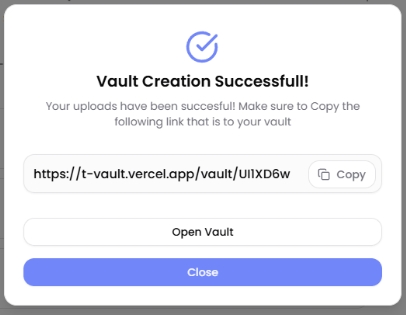 Vault Creation Successfull!
Your uploads have been succesful! Make sure to Copy the
following link that is to your vault
https://t-vault.vercel.app/vault/UI1XD6w
Copy
Open Vault
Close